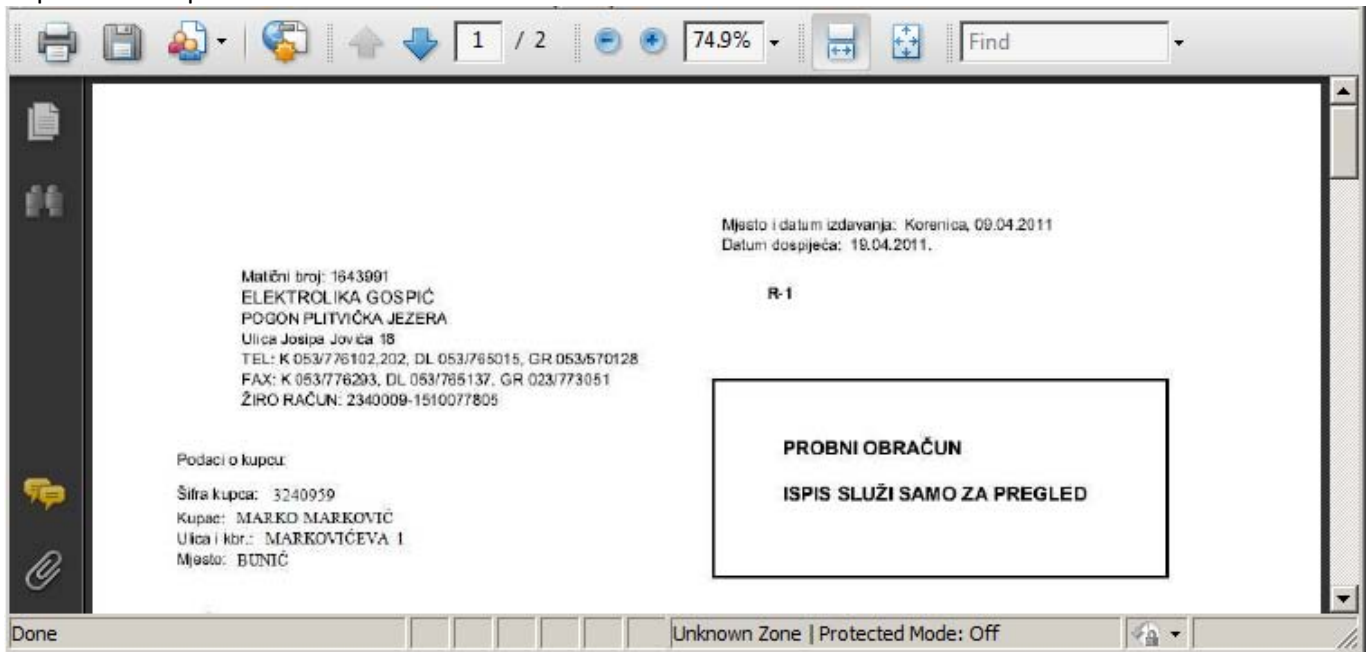 1 / 2 74.9% Find
Mjesto i datum izdavanja: Korenica, 09.04.2011
Datum dospijeća: 19.04.2011.
R-1
Matični broj: 1643991
ELEKTROLIKA GOSPIĆ
POGON PLITVIČKA JEZERA
Ulica Josipa Jovića 18
TEL: K 053/776102,202, DL 053/765015, GR 053/570128
FAX: K 053/776293, DL 053/765137, GR 023/773051
ŽIRO RAČUN: 2340009-1510077805
PROBNI OBRAČUN
ISPIS SLUŽI SAMO ZA PREGLED
Podaci o kupcu:
Šifra kupca: 3240959
Kupac: MARKO MARKOVIĆ
Ulica i kbr.: MARKOVIĆEVA 1
Mjesto: BUNIĆ
Done Unknown Zone | Protected Mode: Off